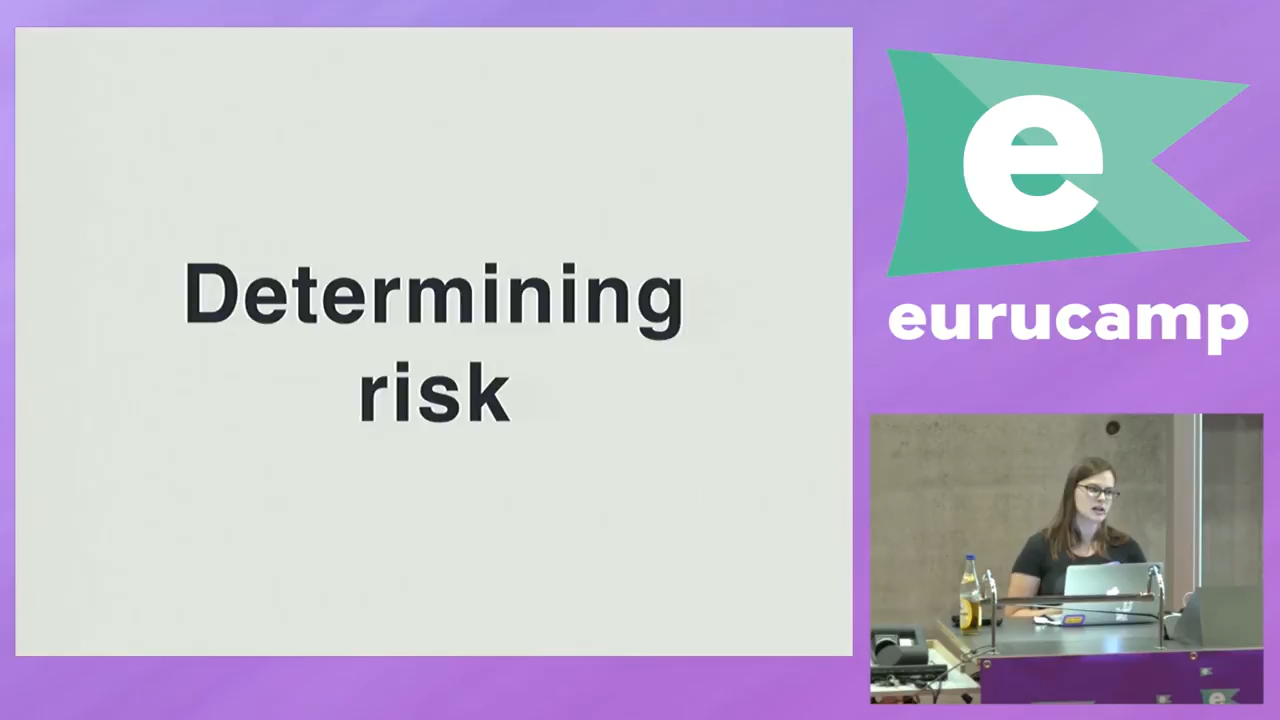 Determining
risk
e
eurucamp
e